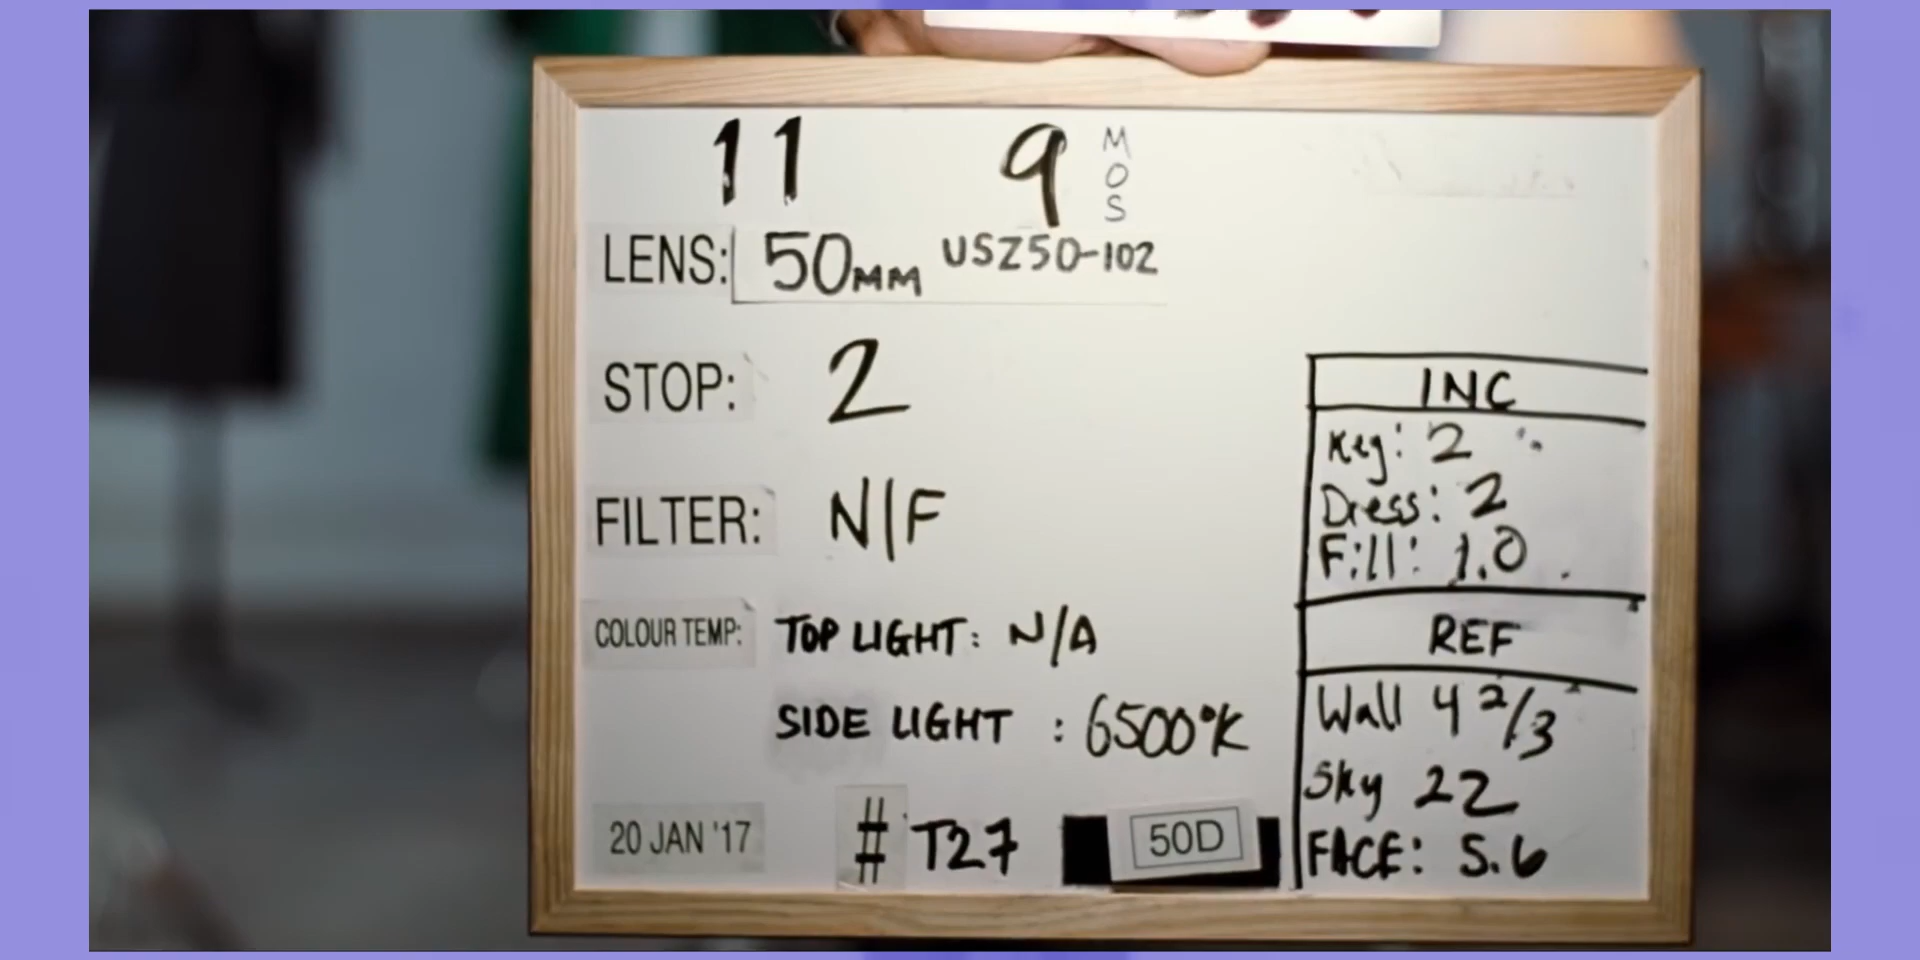 11 9 MOS
LENS: 50MM USZ50-102
STOP: 2
FILTER: N|F
COLOUR TEMP: TOP LIGHT: N/A
SIDE LIGHT : 6500°K
20 JAN '17 # T27 50D
INC
Key: 2
Dress: 2
Fill: 1.0
REF
Wall 4 2/3
Sky 22
FACE: 5.6